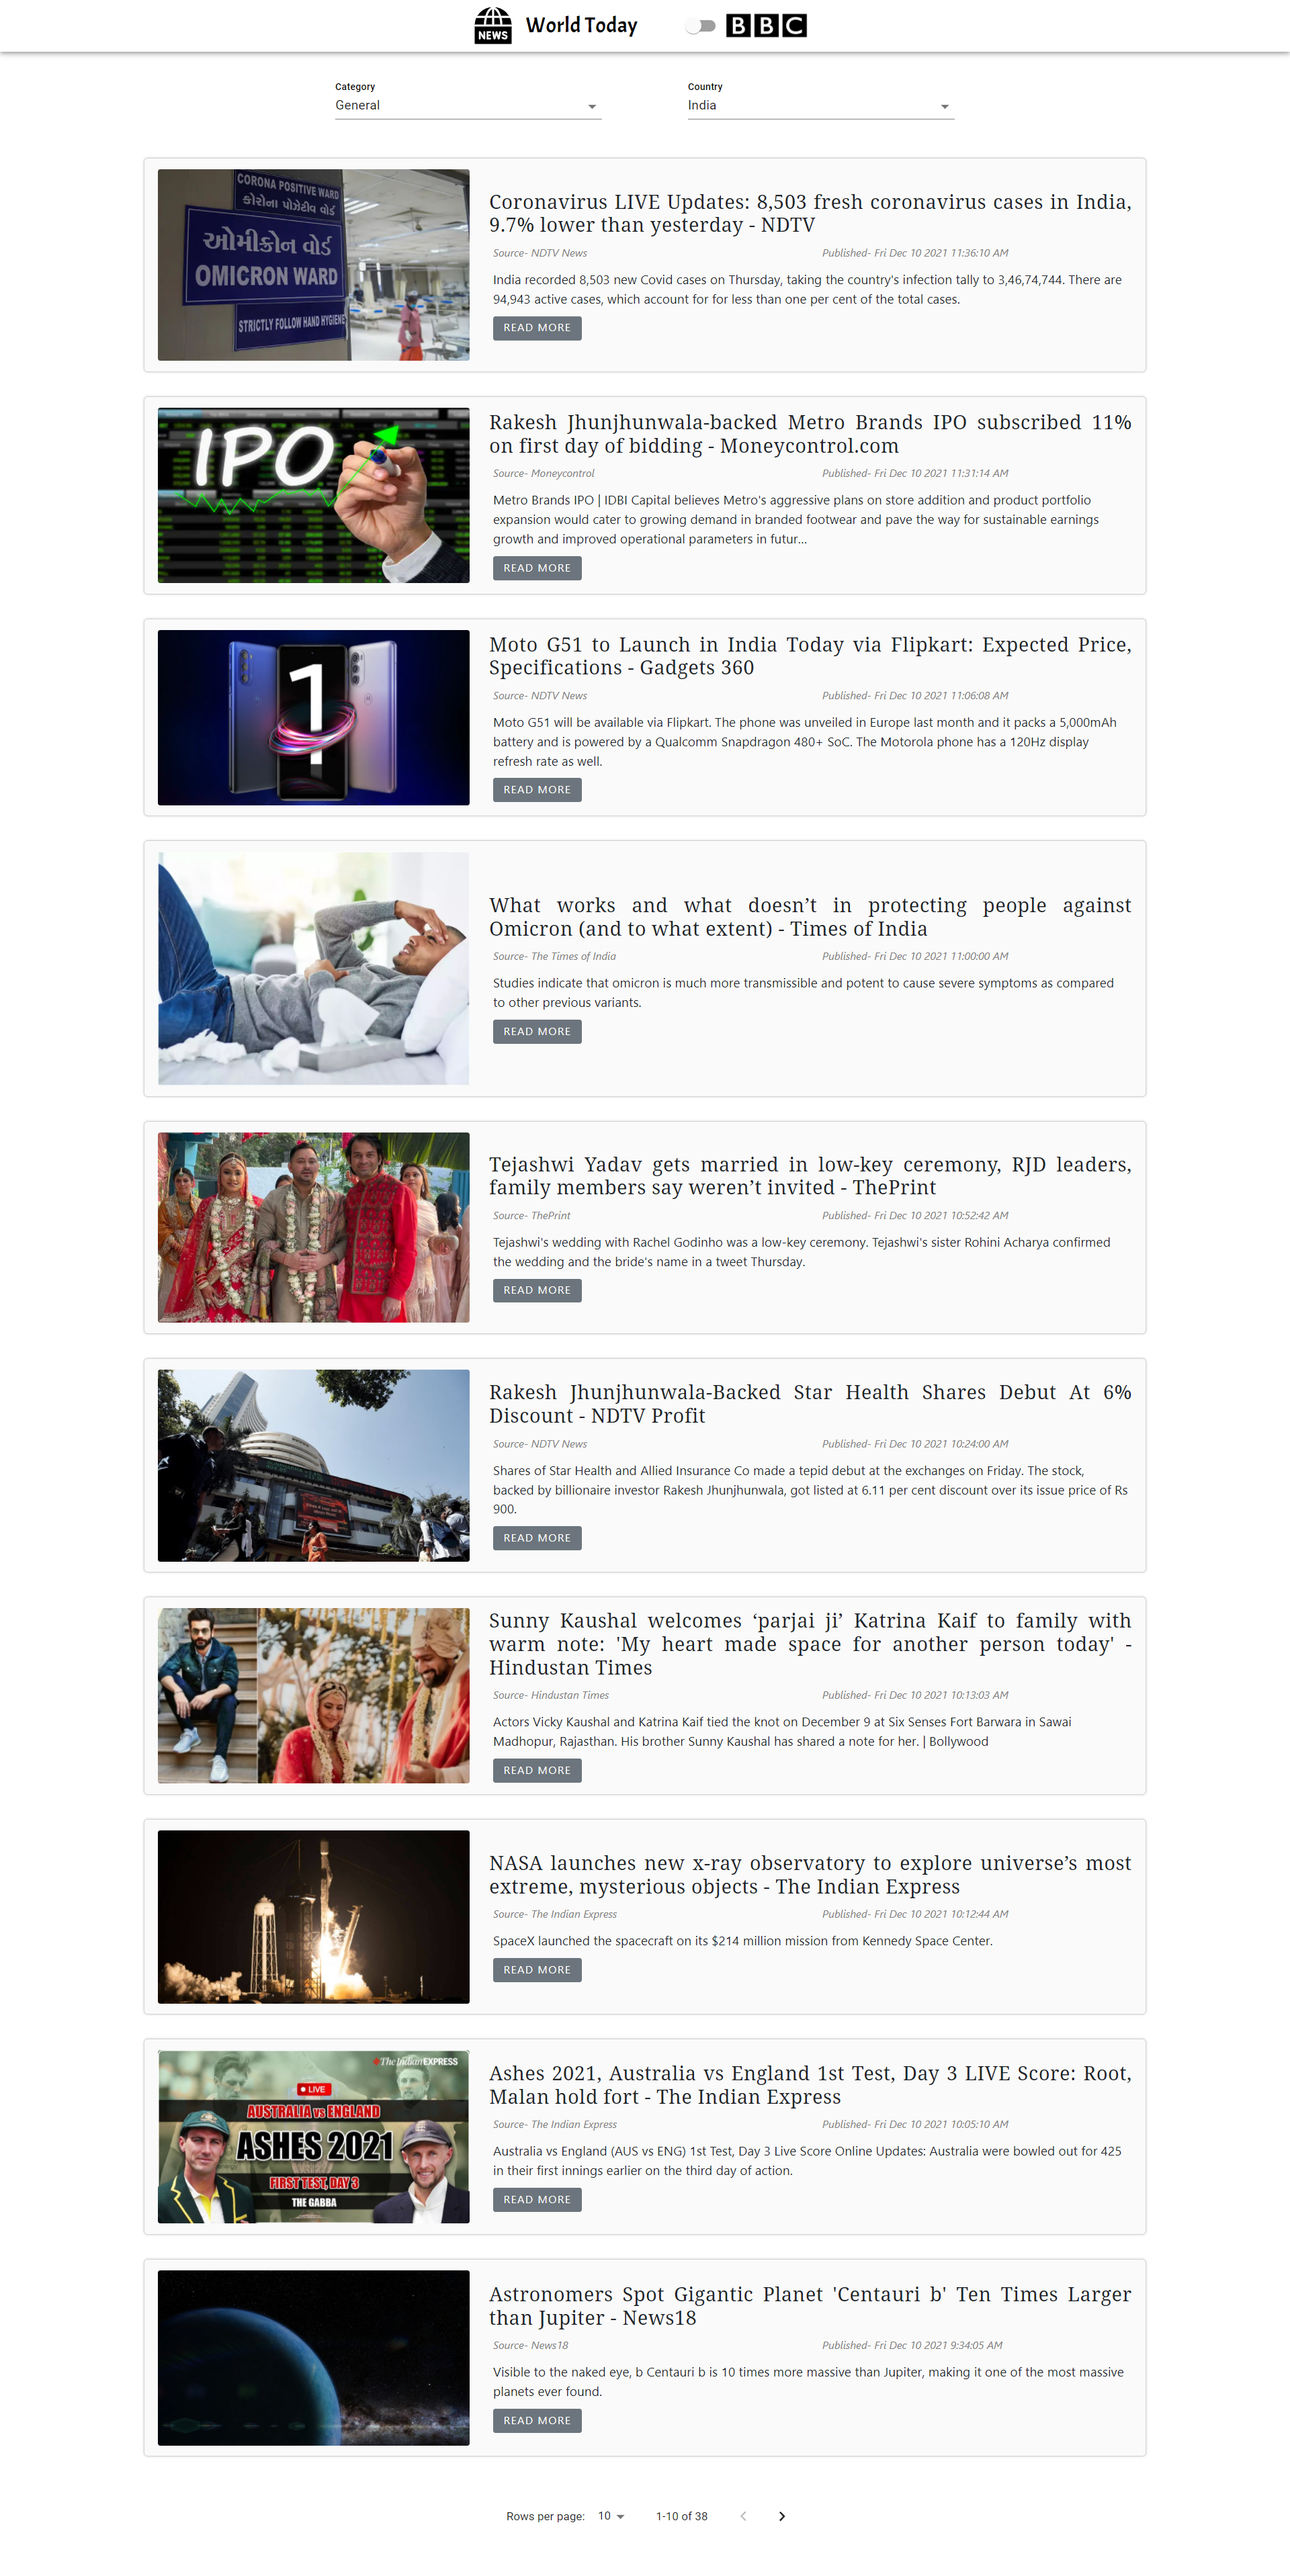 NEWS
World Today
BBC
Category
General
Country
India
CORONA POSITIVE WARD
કોરોના પોઝેટીવ વોર્ડ
ઓમીક્રોન વોર્ડ
OMICRON WARD
STRICTLY FOLLOW HAND HYGIENE
Coronavirus LIVE Updates: 8,503 fresh coronavirus cases in India,
9.7% lower than yesterday - NDTV
Source- NDTV News
Published- Fri Dec 10 2021 11:36:10 AM
India recorded 8,503 new Covid cases on Thursday, taking the country's infection tally to 3,46,74,744. There are
94,943 active cases, which account for for less than one per cent of the total cases.
READ MORE
IPO
Rakesh Jhunjhunwala-backed Metro Brands IPO subscribed 11%
on first day of bidding - Moneycontrol.com
Source- Moneycontrol
Published- Fri Dec 10 2021 11:31:14 AM
Metro Brands IPO | IDBI Capital believes Metro's aggressive plans on store addition and product portfolio
expansion would cater to growing demand in branded footwear and pave the way for sustainable earnings
growth and improved operational parameters in futur...
READ MORE
1
Moto G51 to Launch in India Today via Flipkart: Expected Price,
Specifications - Gadgets 360
Source- NDTV News
Published- Fri Dec 10 2021 11:06:08 AM
Moto G51 will be available via Flipkart. The phone was unveiled in Europe last month and it packs a 5,000mAh
battery and is powered by a Qualcomm Snapdragon 480+ SoC. The Motorola phone has a 120Hz display
refresh rate as well.
READ MORE
What works and what doesn’t in protecting people against
Omicron (and to what extent) - Times of India
Source- The Times of India
Published- Fri Dec 10 2021 11:00:00 AM
Studies indicate that omicron is much more transmissible and potent to cause severe symptoms as compared
to other previous variants.
READ MORE
Tejashwi Yadav gets married in low-key ceremony, RJD leaders,
family members say weren’t invited - ThePrint
Source- ThePrint
Published- Fri Dec 10 2021 10:52:42 AM
Tejashwi's wedding with Rachel Godinho was a low-key ceremony. Tejashwi's sister Rohini Acharya confirmed
the wedding and the bride's name in a tweet Thursday.
READ MORE
Rakesh Jhunjhunwala-Backed Star Health Shares Debut At 6%
Discount - NDTV Profit
Source- NDTV News
Published- Fri Dec 10 2021 10:24:00 AM
Shares of Star Health and Allied Insurance Co made a tepid debut at the exchanges on Friday. The stock,
backed by billionaire investor Rakesh Jhunjhunwala, got listed at 6.11 per cent discount over its issue price of Rs
900.
READ MORE
Sunny Kaushal welcomes ‘parjai ji’ Katrina Kaif to family with
warm note: 'My heart made space for another person today' -
Hindustan Times
Source- Hindustan Times
Published- Fri Dec 10 2021 10:13:03 AM
Actors Vicky Kaushal and Katrina Kaif tied the knot on December 9 at Six Senses Fort Barwara in Sawai
Madhopur, Rajasthan. His brother Sunny Kaushal has shared a note for her. | Bollywood
READ MORE
NASA launches new x-ray observatory to explore universe’s most
extreme, mysterious objects - The Indian Express
Source- The Indian Express
Published- Fri Dec 10 2021 10:12:44 AM
SpaceX launched the spacecraft on its $214 million mission from Kennedy Space Center.
READ MORE
The Indian EXPRESS
LIVE
AUSTRALIA vs ENGLAND
ASHES 2021
FIRST TEST, DAY 3
THE GABBA
Ashes 2021, Australia vs England 1st Test, Day 3 LIVE Score: Root,
Malan hold fort - The Indian Express
Source- The Indian Express
Published- Fri Dec 10 2021 10:05:10 AM
Australia vs England (AUS vs ENG) 1st Test, Day 3 Live Score Online Updates: Australia were bowled out for 425
in their first innings earlier on the third day of action.
READ MORE
Astronomers Spot Gigantic Planet 'Centauri b' Ten Times Larger
than Jupiter - News18
Source- News18
Published- Fri Dec 10 2021 9:34:05 AM
Visible to the naked eye, b Centauri b is 10 times more massive than Jupiter, making it one of the most massive
planets ever found.
READ MORE
Rows per page: 10 1-10 of 38